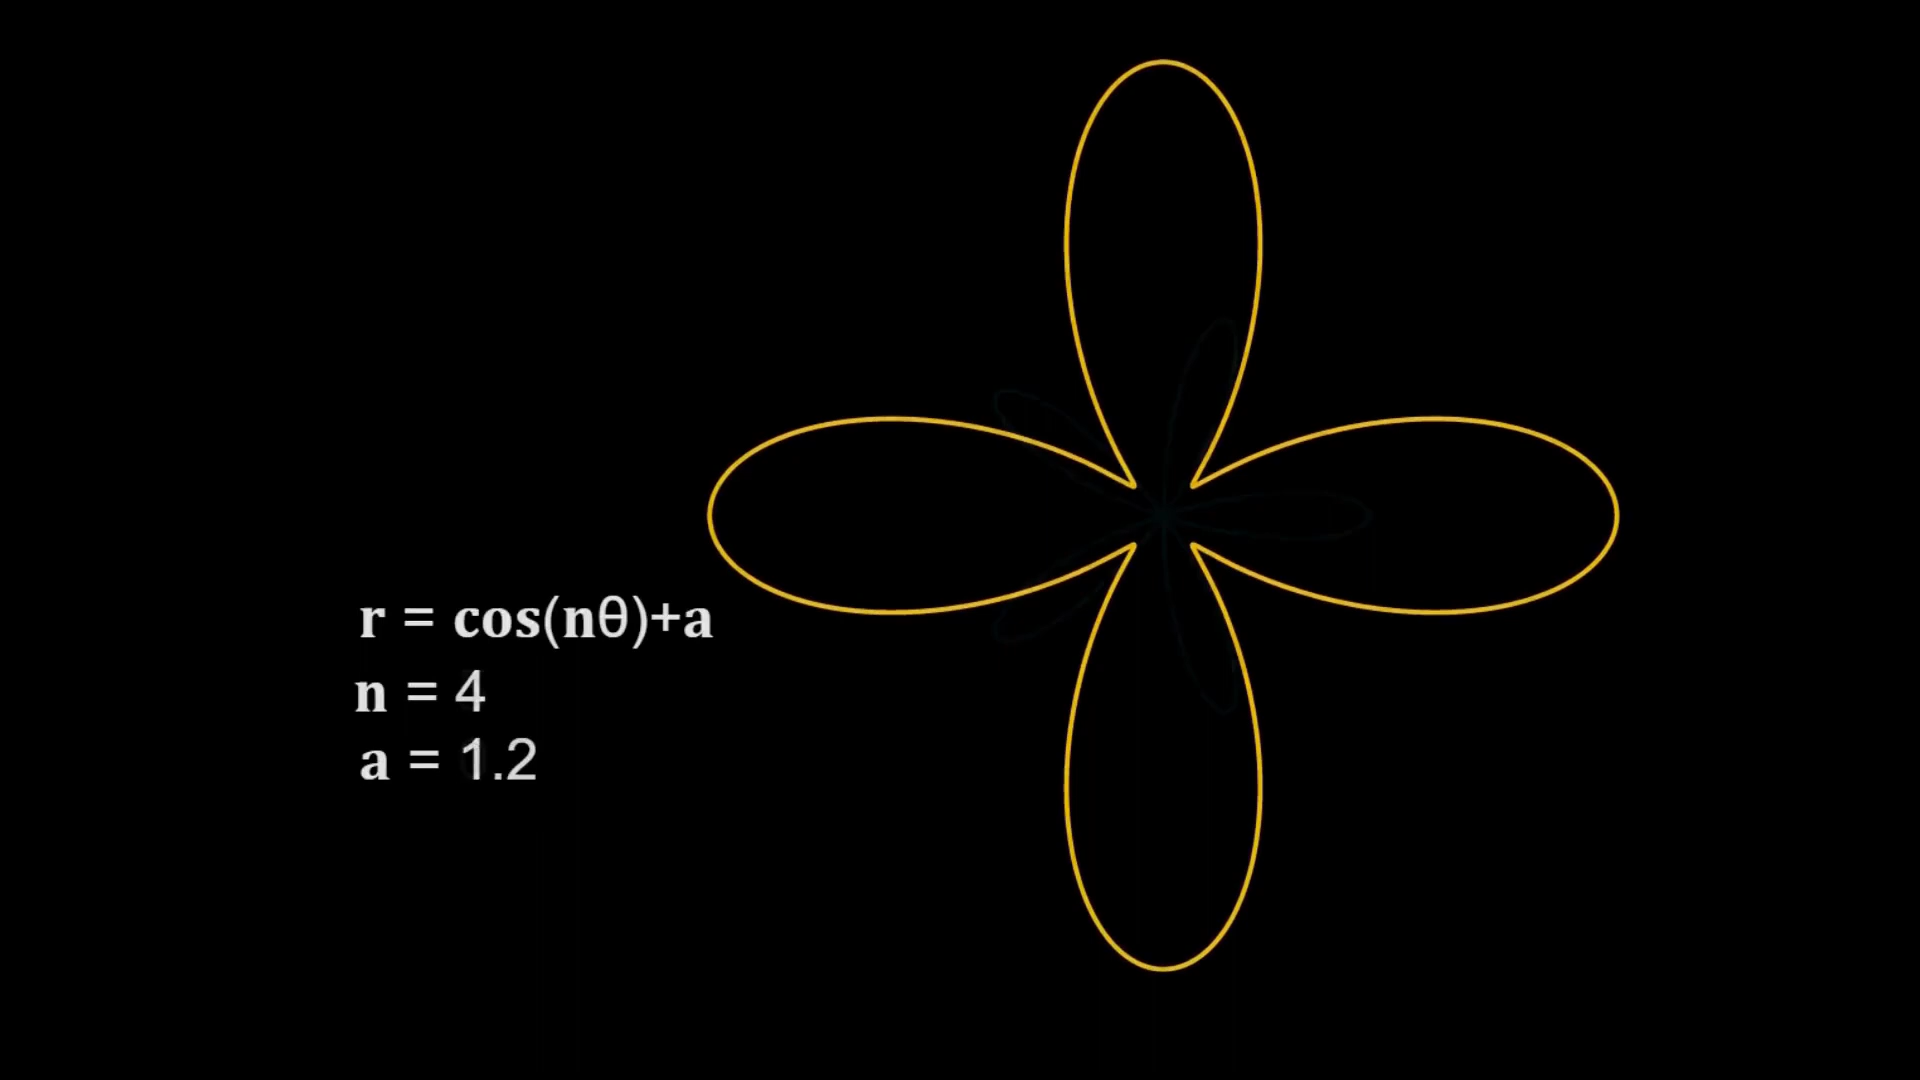 r = cos(nθ)+a
n = 4
a = 1.2